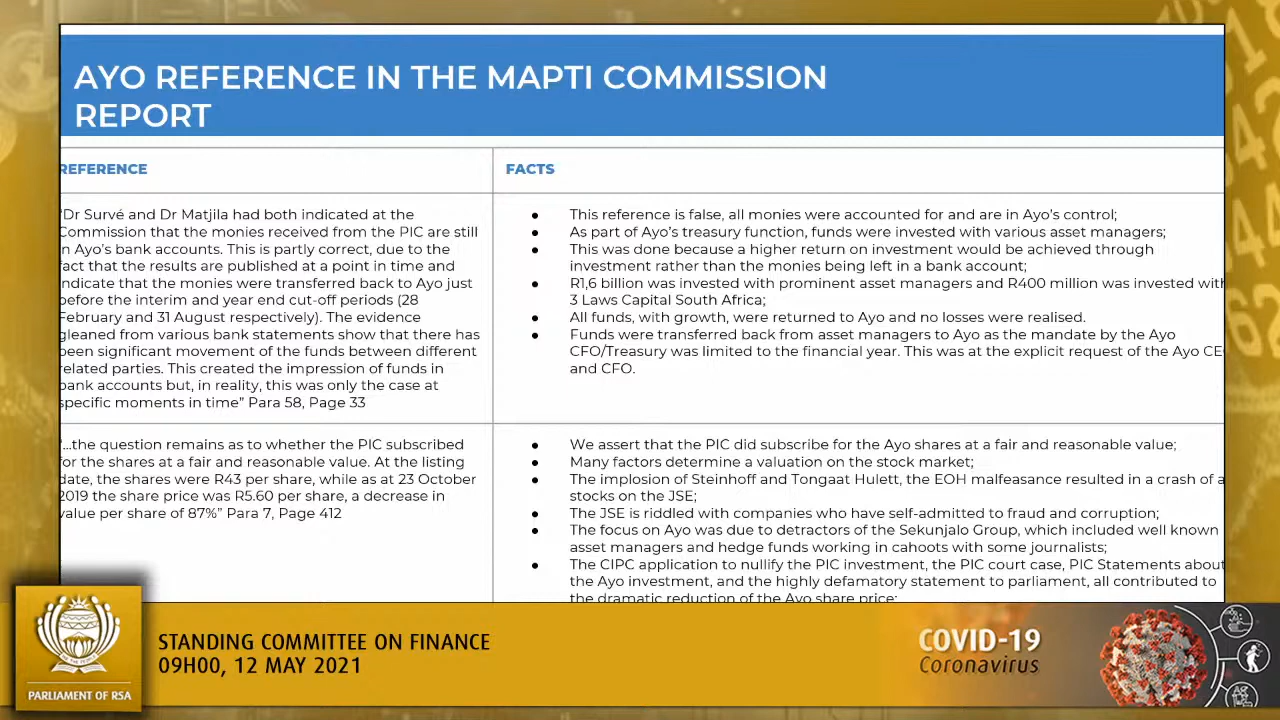 AYO REFERENCE IN THE MAPTI COMMISSION
REPORT
REFERENCE
"Dr Survé and Dr Matjila had both indicated at the
Commission that the monies received from the PIC are still
in Ayo's bank accounts. This is partly correct, due to the
fact that the results are published at a point in time and
indicate that the monies were transferred back to Ayo just
before the interim and year end cut-off periods (28
February and 31 August respectively). The evidence
gleaned from various bank statements show that there has
been significant movement of the funds between different
related parties. This created the impression of funds in
bank accounts but, in reality, this was only the case at
specific moments in time" Para 58, Page 33
FACTS
● This reference is false, all monies were accounted for and are in Ayo's control;
● As part of Ayo's treasury function, funds were invested with various asset managers;
● This was done because a higher return on investment would be achieved through
investment rather than the monies being left in a bank account;
● R1,6 billion was invested with prominent asset managers and R400 million was invested with
3 Laws Capital South Africa;
● All funds, with growth, were returned to Ayo and no losses were realised.
● Funds were transferred back from asset managers to Ayo as the mandate by the Ayo
CFO/Treasury was limited to the financial year. This was at the explicit request of the Ayo CE
and CFO.
"...the question remains as to whether the PIC subscribed
for the shares at a fair and reasonable value. At the listing
date, the shares were R43 per share, while as at 23 October
2019 the share price was R5.60 per share, a decrease in
value per share of 87%" Para 7, Page 412
● We assert that the PIC did subscribe for the Ayo shares at a fair and reasonable value;
● Many factors determine a valuation on the stock market;
● The implosion of Steinhoff and Tongaat Hulett, the EOH malfeasance resulted in a crash of a
stocks on the JSE;
● The JSE is riddled with companies who have self-admitted to fraud and corruption;
● The focus on Ayo was due to detractors of the Sekunjalo Group, which included well known
asset managers and hedge funds working in cahoots with some journalists;
● The CIPC application to nullify the PIC investment, the PIC court case, PIC Statements about
the Ayo investment, and the highly defamatory statement to parliament, all contributed to
the dramatic reduction of the Ayo share price;
PARLIAMENT OF RSA
STANDING COMMITTEE ON FINANCE
09H00, 12 MAY 2021
COVID-19
Coronavirus